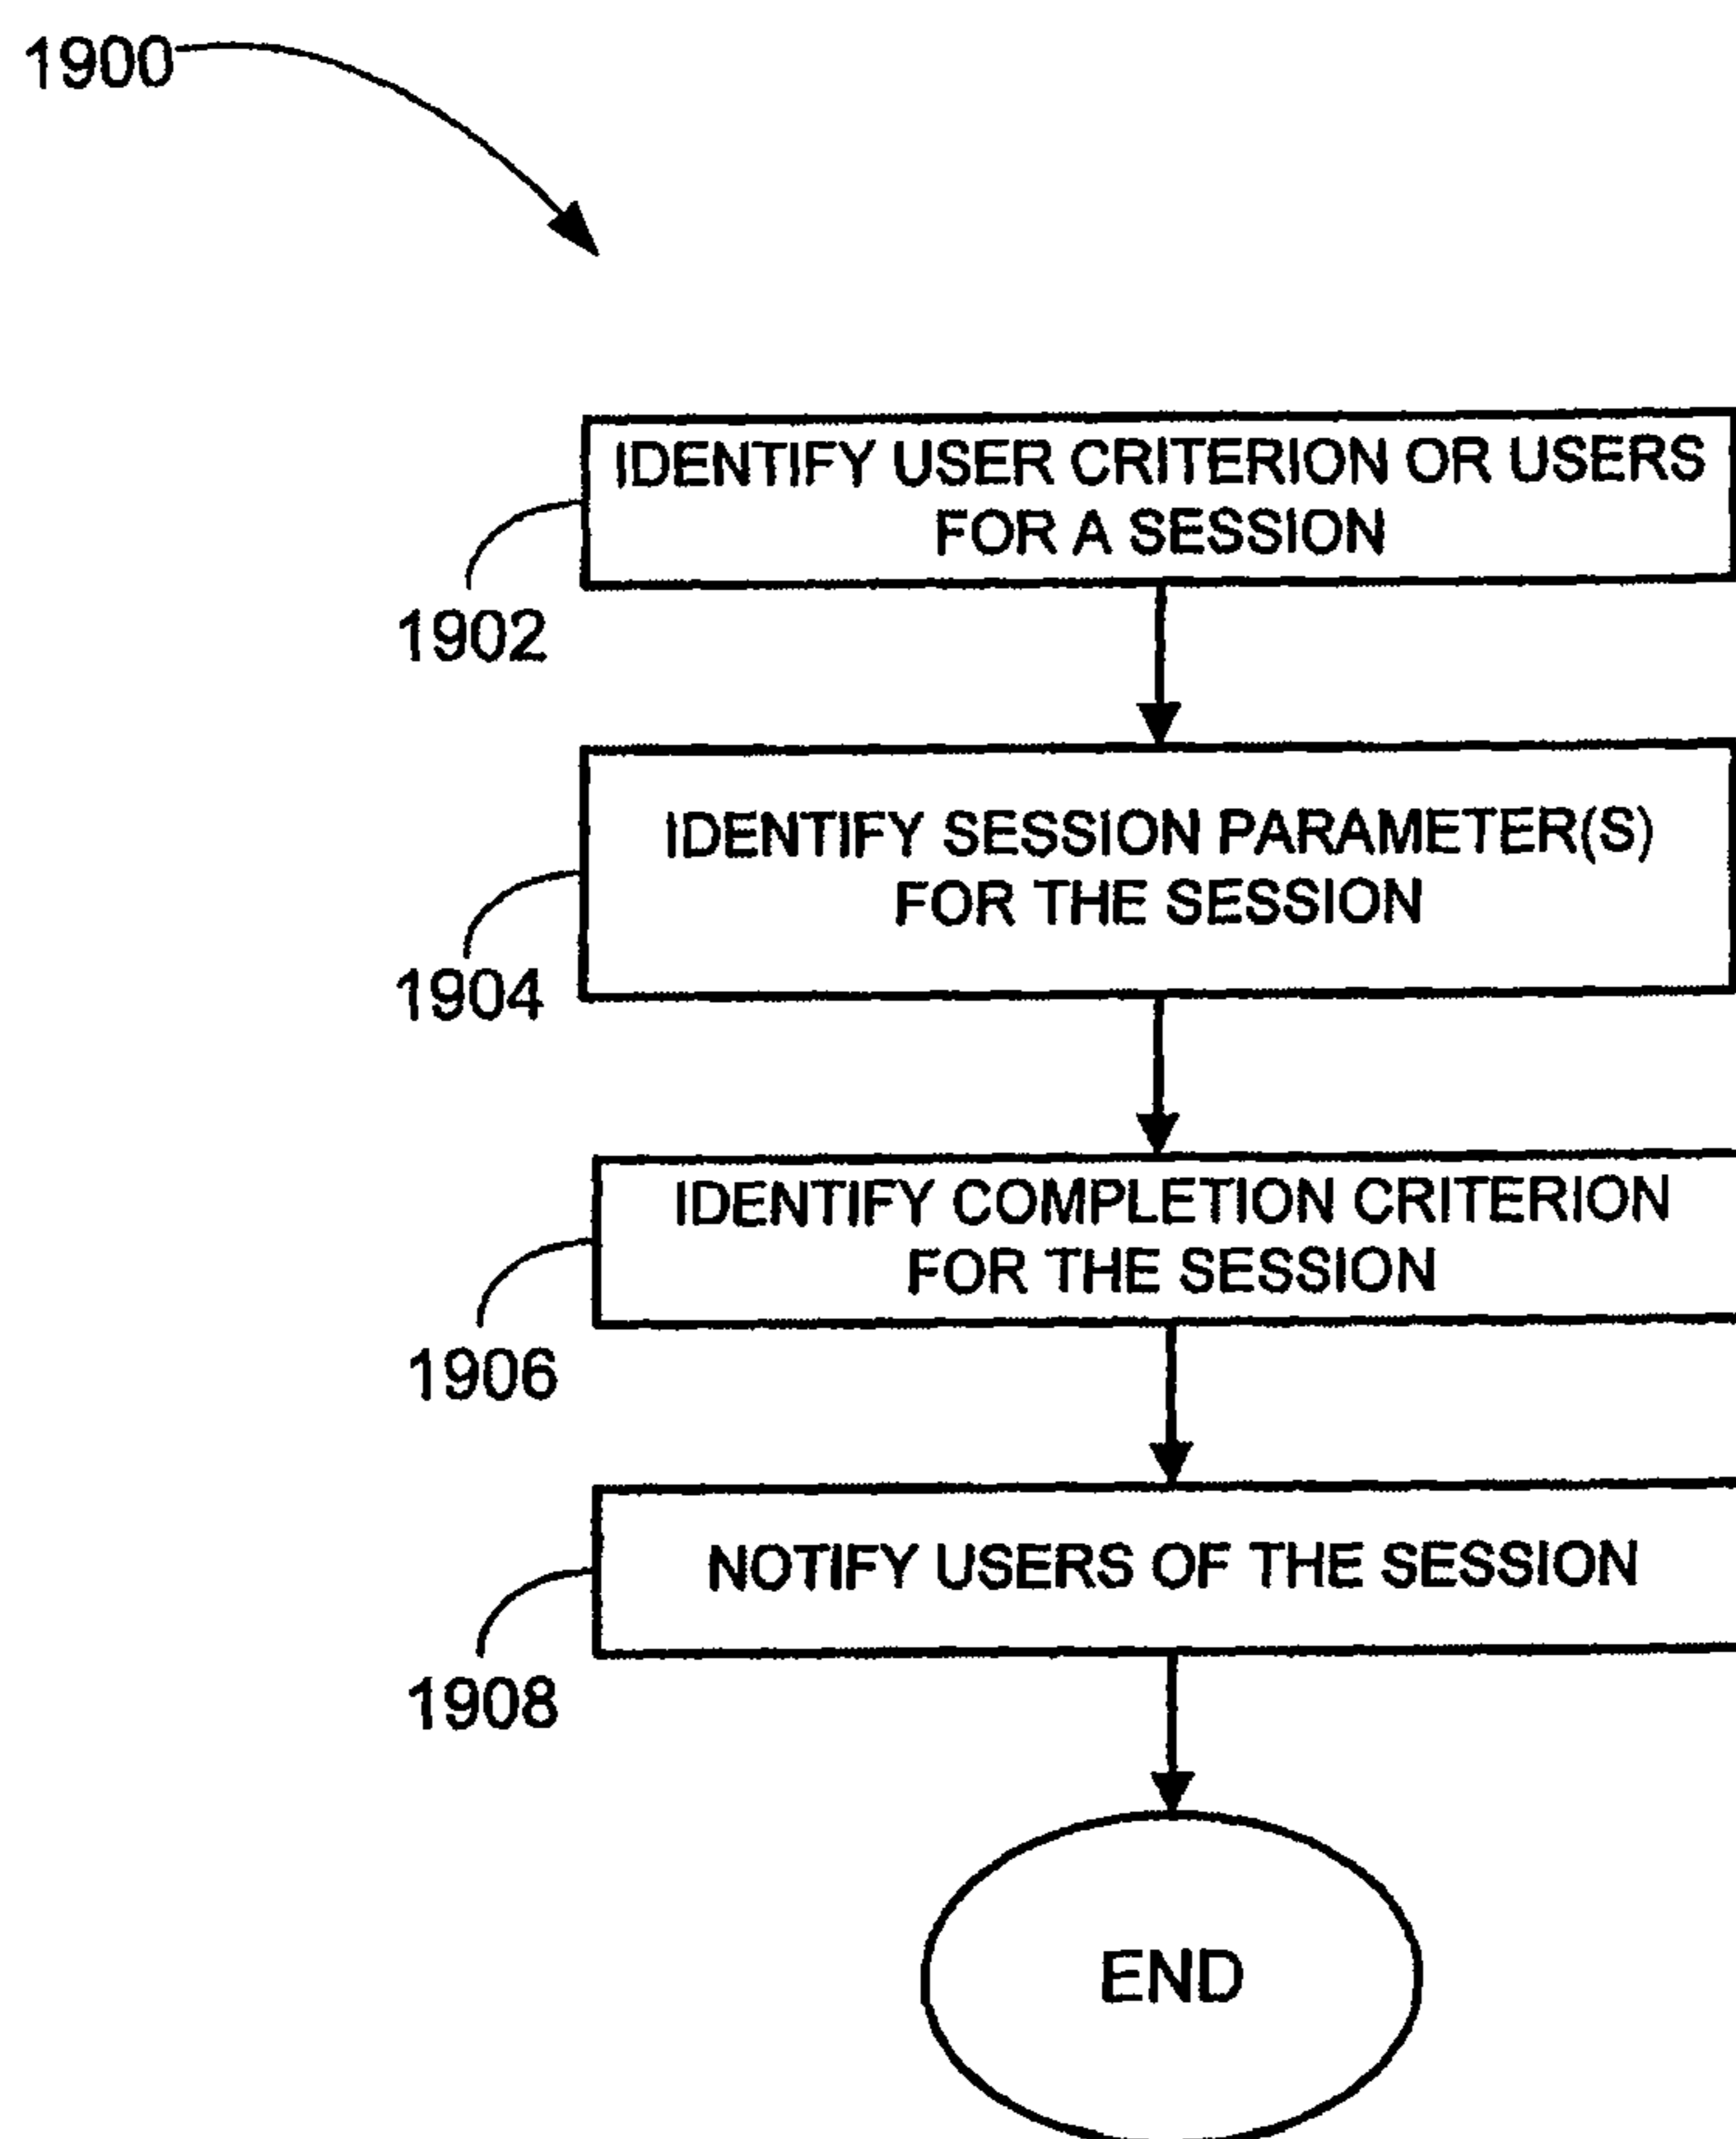 1900
IDENTIFY USER CRITERION OR USERS
FOR A SESSION
1902
IDENTIFY SESSION PARAMETER(S)
FOR THE SESSION
1904
IDENTIFY COMPLETION CRITERION
FOR THE SESSION
1906
NOTIFY USERS OF THE SESSION
1908
END